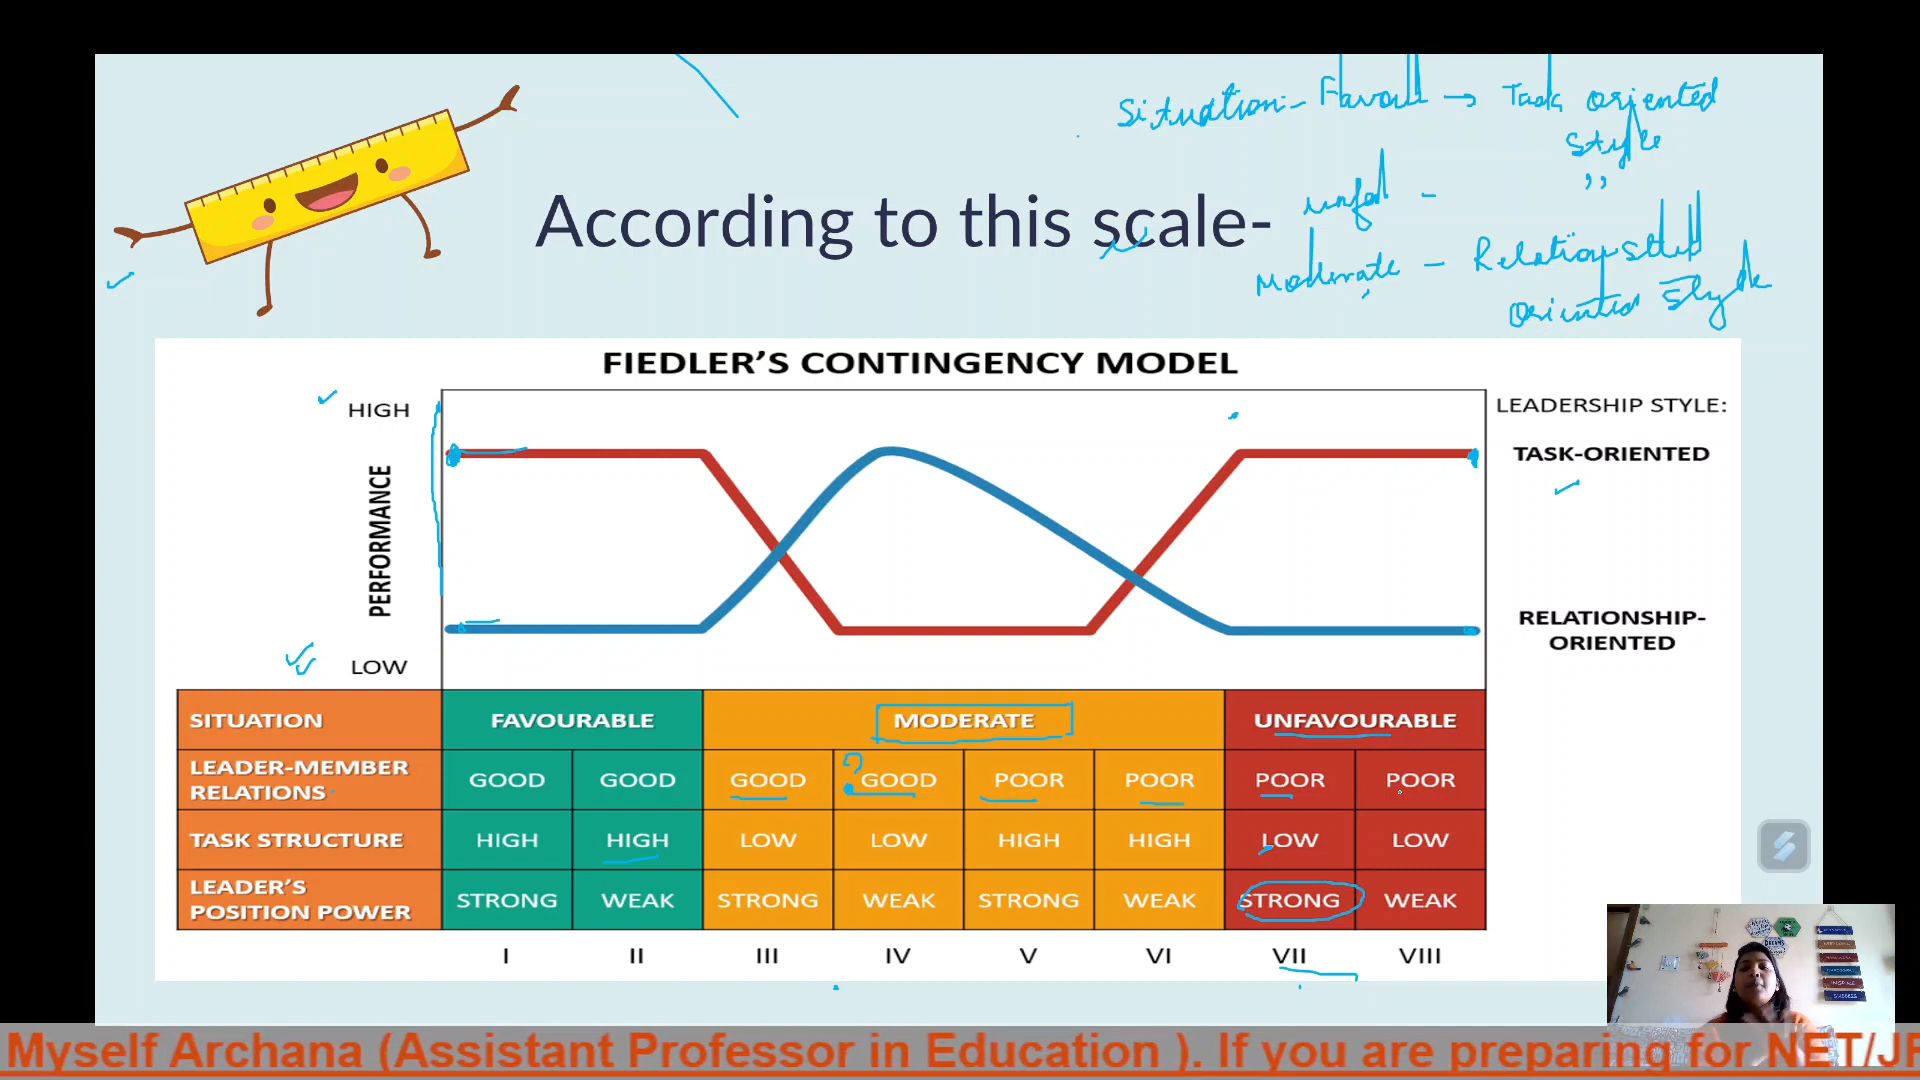 Situation - Favour → Task oriented
Style
unfa - ,,
According to this scale-
Moderate - Relationship
Oriented Style
FIEDLER'S CONTINGENCY MODEL
HIGH
LEADERSHIP STYLE:
TASK-ORIENTED
PERFORMANCE
RELATIONSHIP-
ORIENTED
LOW
SITUATION FAVOURABLE MODERATE UNFAVOURABLE
LEADER-MEMBER
RELATIONS GOOD GOOD GOOD GOOD POOR POOR POOR POOR
TASK STRUCTURE HIGH HIGH LOW LOW HIGH HIGH LOW LOW
LEADER'S
POSITION POWER STRONG WEAK STRONG WEAK STRONG WEAK STRONG WEAK
I II III IV V VI VII VIII
Myself Archana (Assistant Professor in Education ). If you are preparing for NET/JR